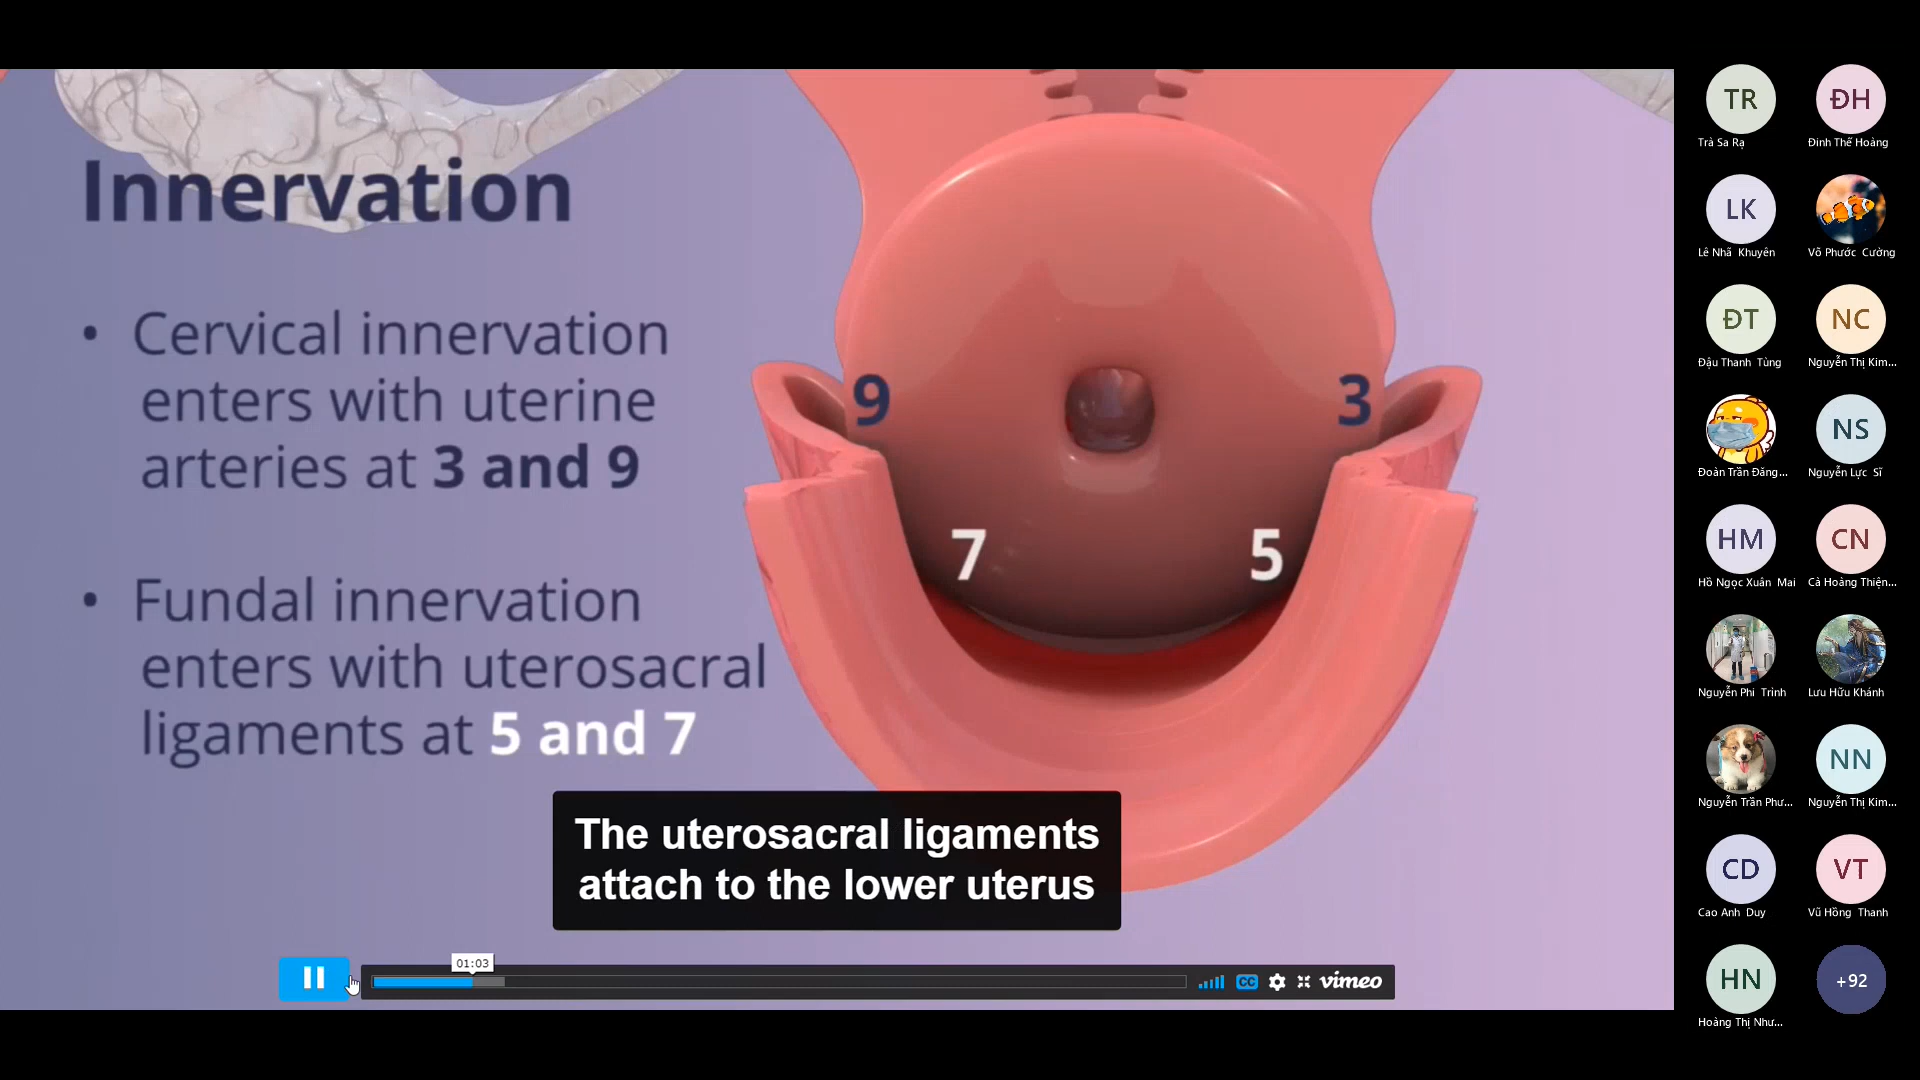 Innervation
• Cervical innervation
enters with uterine
arteries at 3 and 9
• Fundal innervation
enters with uterosacral
ligaments at 5 and 7
9
3
7
5
The uterosacral ligaments
attach to the lower uterus
01:03
CC
vimeo
TR
Trà Sa Rạ
ĐH
Đinh Thế Hoàng
LK
Lê Nhã Khuyên
Võ Phước Cường
ĐT
Đậu Thanh Tùng
NC
Nguyễn Thị Kim...
Đoàn Trần Đăng...
NS
Nguyễn Lực Sĩ
HM
Hồ Ngọc Xuân Mai
CN
Cà Hoàng Thiện...
Nguyễn Phi Trinh
Lưu Hữu Khánh
Nguyễn Trần Phư...
NN
Nguyễn Thị Kim...
CD
Cao Anh Duy
VT
Vũ Hồng Thanh
HN
Hoàng Thị Như...
+92